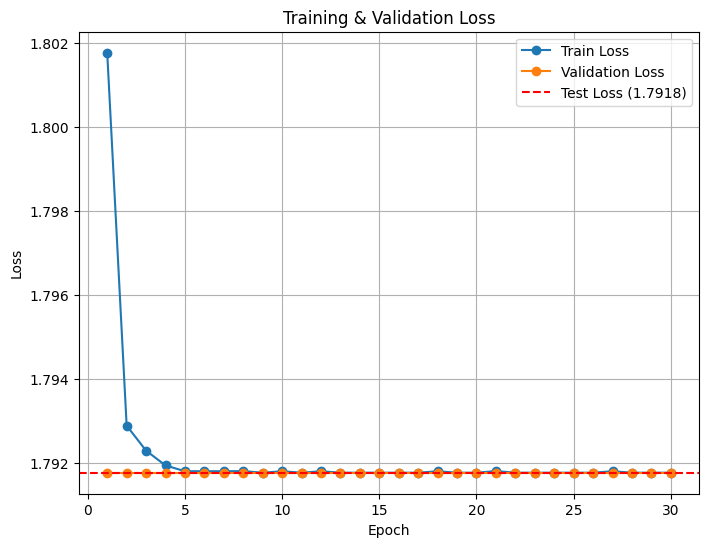 Training & Validation Loss
Train Loss
Validation Loss
Test Loss (1.7918)
Loss
1.802
1.800
1.798
1.796
1.794
1.792
0 5 10 15 20 25 30
Epoch